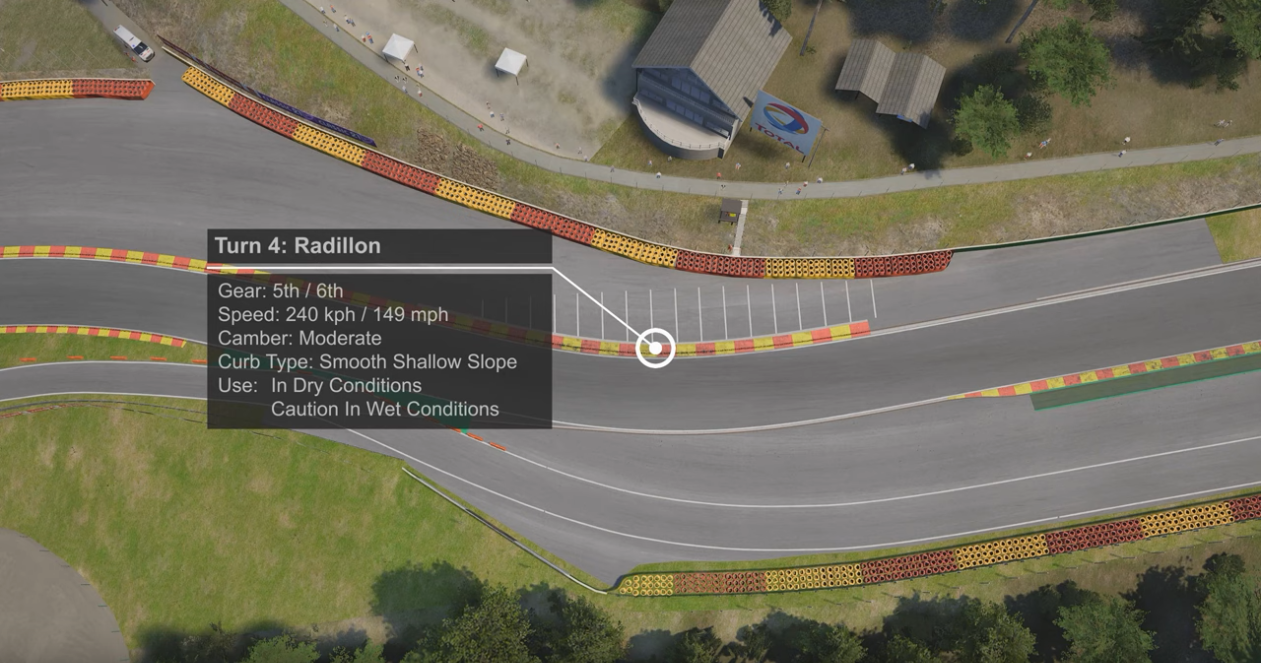 TOTAL
Turn 4: Radillon
Gear: 5th / 6th
Speed: 240 kph / 149 mph
Camber: Moderate
Curb Type: Smooth Shallow Slope
Use: In Dry Conditions
Caution In Wet Conditions